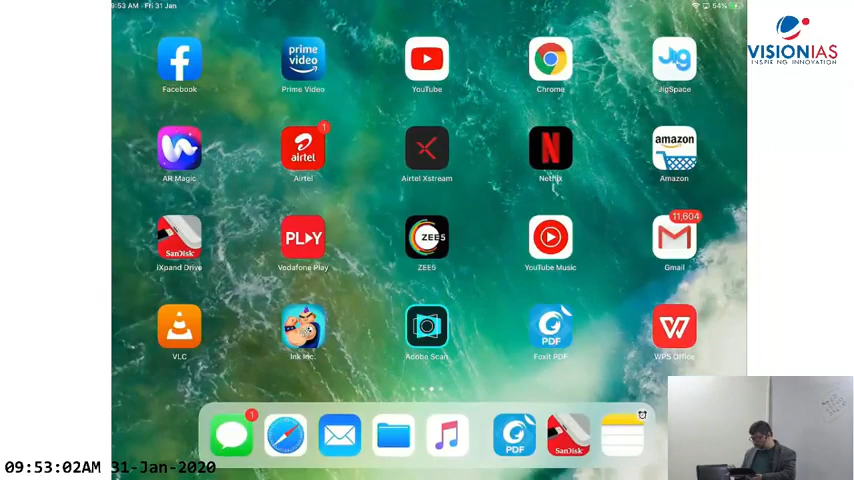 9:53 AM Fri 31 Jan
54%
VISIONIAS
INSPIRING INNOVATION
prime video
Jig
Facebook
Prime Video
YouTube
Chrome
JigSpace
1
airtel
N
amazon
AR Magic
Airtel
Airtel Xstream
Netflix
Amazon
11,604
SanDisk
PLAY
ZEE5
iXpand Drive
Vodafone Play
ZEE5
YouTube Music
Gmail
PDF
W
VLC
Ink Inc.
Adobe Scan
Foxit PDF
WPS Office
1
PDF
SanDisk
09:53:02AM 31-Jan-2020